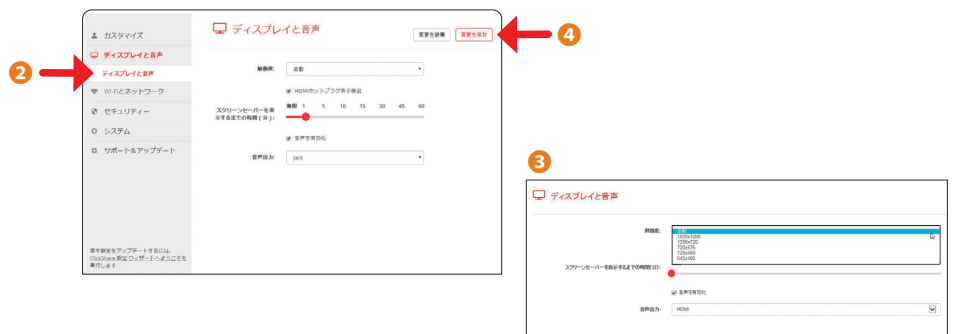 カスタマイズ
ディスプレイと音声
ディスプレイと音声
Wi-Fiとネットワーク
セキュリティー
システム
サポート&アップデート
基本設定をアップデートするには、
ClickShare 設定ウィザードへようこそを
実行します
ディスプレイと音声
変更を破棄
変更を保存
解像度:
自動
HDMIホットプラグ表示検出
スクリーンセーバーを表
示するまでの時間 ( 分 ) :
無限 1 5 10 15 30 45 60
音声を有効化
音声出力:
Jack
2
4
3
ディスプレイと音声
解像度:
自動
1920x1080
1280x720
720x576
720x480
640x480
スクリーンセーバーを表示するまでの時間(分):
音声を有効化
音声出力:
HDMI